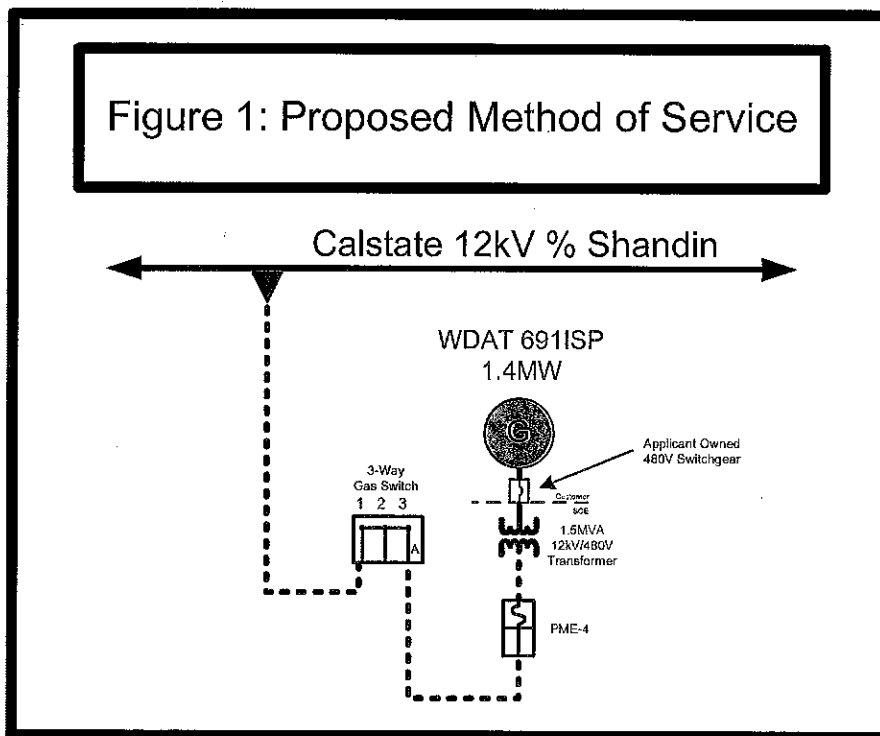 Figure 1: Proposed Method of Service
Calstate 12kV % Shandin
WDAT 691ISP
1.4MW
G
Applicant Owned
480V Switchgear
Customer
SCE
3-Way
Gas Switch
1 2 3
A
1.5MVA
12kV/480V
Transformer
PME-4